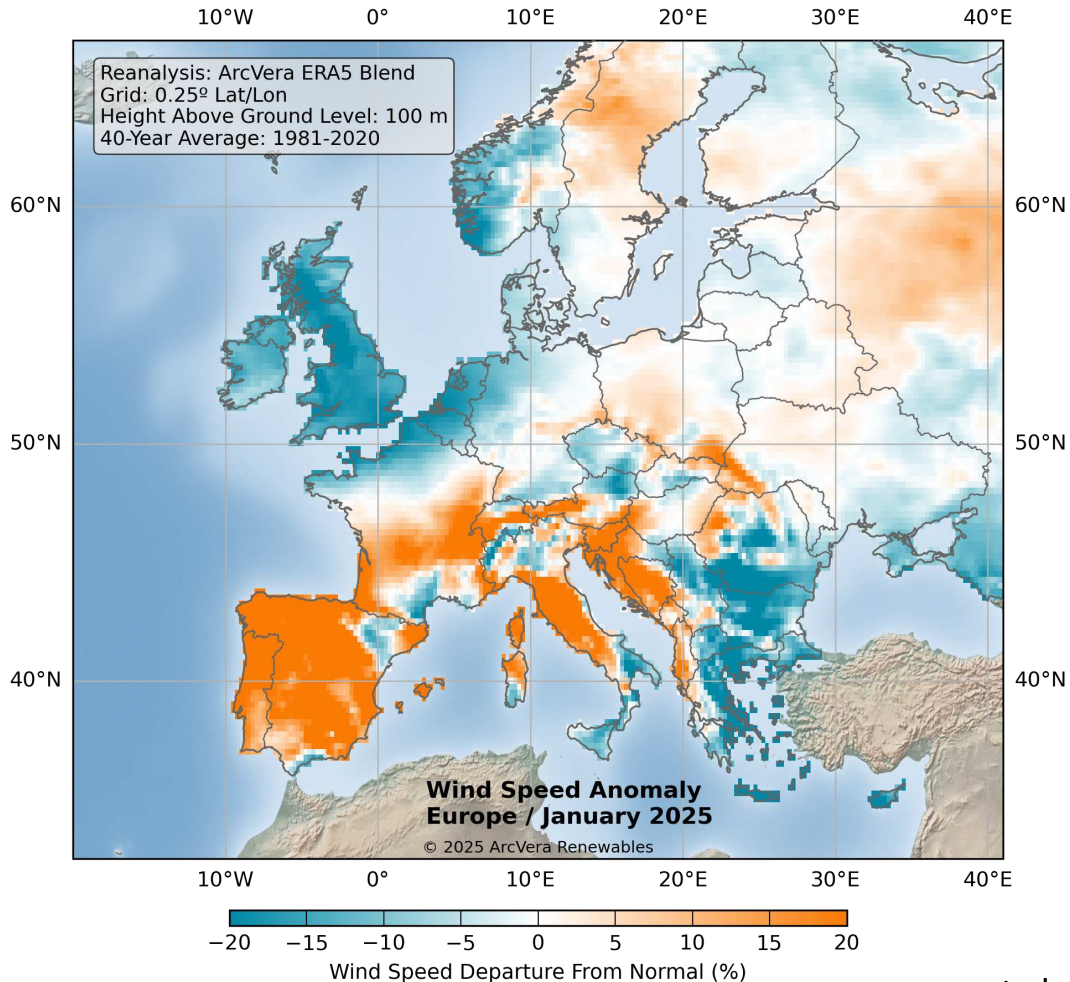 10°W 0° 10°E 20°E 30°E 40°E
Reanalysis: ArcVera ERA5 Blend
Grid: 0.25º Lat/Lon
Height Above Ground Level: 100 m
40-Year Average: 1981-2020
60°N 60°N
50°N 50°N
40°N 40°N
Wind Speed Anomaly
Europe / January 2025
© 2025 ArcVera Renewables
10°W 0° 10°E 20°E 30°E 40°E
−20 −15 −10 −5 0 5 10 15 20
Wind Speed Departure From Normal (%)